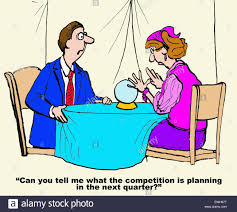 "Can you tell me what the competition is planning
in the next quarter?"